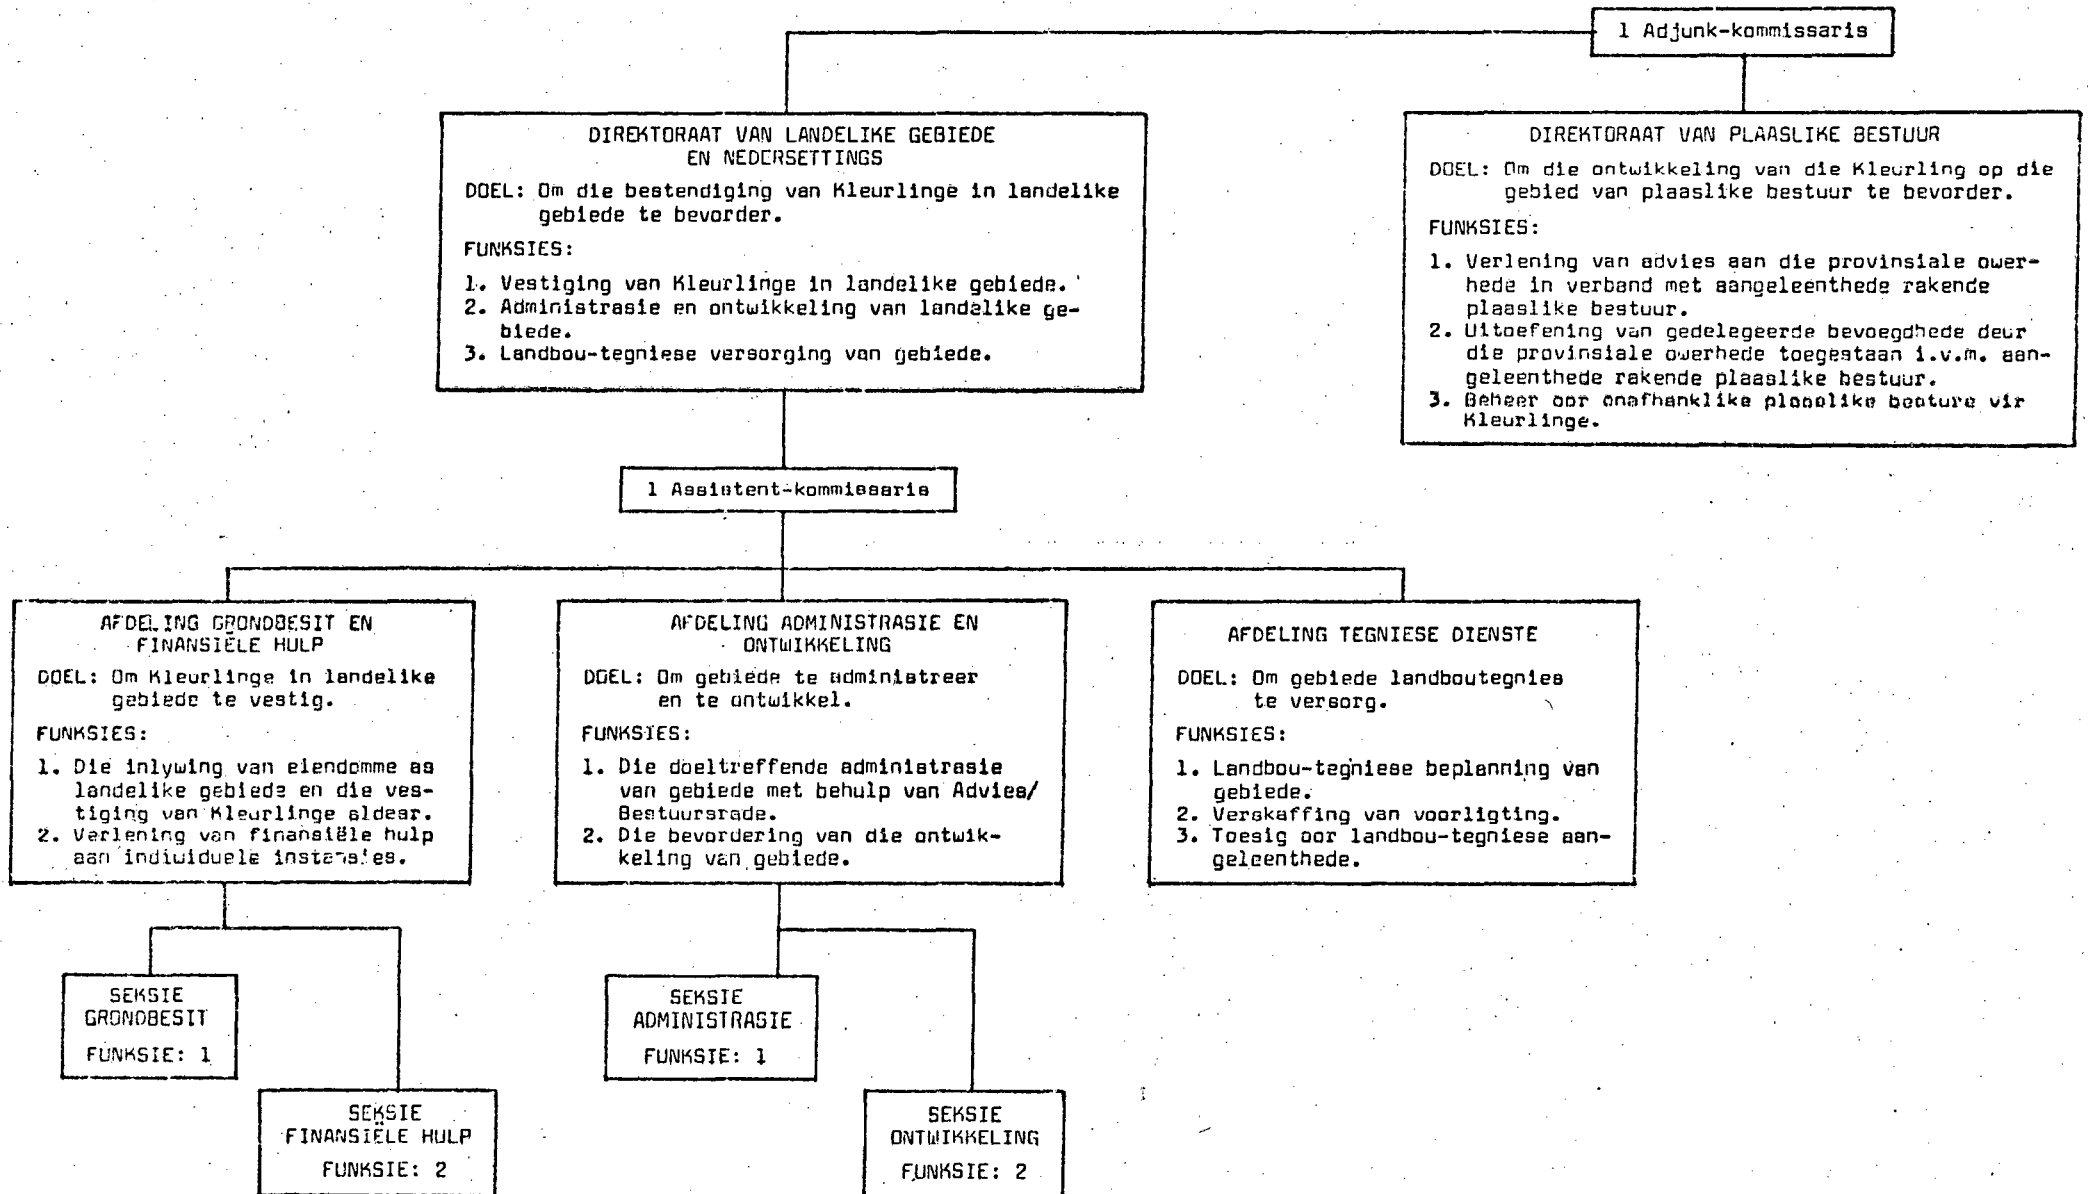 1 Adjunk-kommissaris
DIREKTORAAT VAN LANDELIKE GEBIEDE
EN NEDERSETTINGS
DOEL: Om die bestendiging van Kleurlinge in landelike
gebiede te bevorder.
FUNKSIES:
1. Vestiging van Kleurlinge in landelike gebiede.
2. Administrasie en ontwikkeling van landelike ge-
biede.
3. Landbou-tegniese versorging van gebiede.
DIREKTORAAT VAN PLAASLIKE BESTUUR
DOEL: Om die ontwikkeling van die Kleurling op die
gebied van plaaslike bestuur te bevorder.
FUNKSIES:
1. Verlening van advies aan die provinsiale ower-
hede in verband met aangeleenthede rakende
plaaslike bestuur.
2. Uitoefening van gedelegeerde bevoegdhede deur
die provinsiale owerhede toegestaan i.v.m. aan-
geleenthede rakende plaaslike bestuur.
3. Beheer oor onafhanklike plaaslike besture vir
Kleurlinge.
1 Assistent-kommissaris
AFDELING GRONDBESIT EN
FINANSIËLE HULP
DOEL: Om Kleurlinge in landelike
gebiede te vestig.
FUNKSIES:
1. Die inlywing van eiendomme as
landelike gebiede en die ves-
tiging van Kleurlinge aldaar.
2. Verlening van finansiële hulp
aan indiwiduele instansies.
AFDELING ADMINISTRASIE EN
ONTWIKKELING
DOEL: Om gebiede te administreer
en te ontwikkel.
FUNKSIES:
1. Die doeltreffende administrasie
van gebiede met behulp van Advies/
Bestuursrade.
2. Die bevordering van die ontwik-
keling van gebiede.
AFDELING TEGNIESE DIENSTE
DOEL: Om gebiede landboutegnies
te versorg.
FUNKSIES:
1. Landbou-tegniese beplanning van
gebiede.
2. Verskaffing van voorligting.
3. Toesig oor landbou-tegniese aan-
geleenthede.
SEKSIE
GRONDBESIT
FUNKSIE: 1
SEKSIE
FINANSIËLE HULP
FUNKSIE: 2
SEKSIE
ADMINISTRASIE
FUNKSIE: 1
SEKSIE
ONTWIKKELING
FUNKSIE: 2